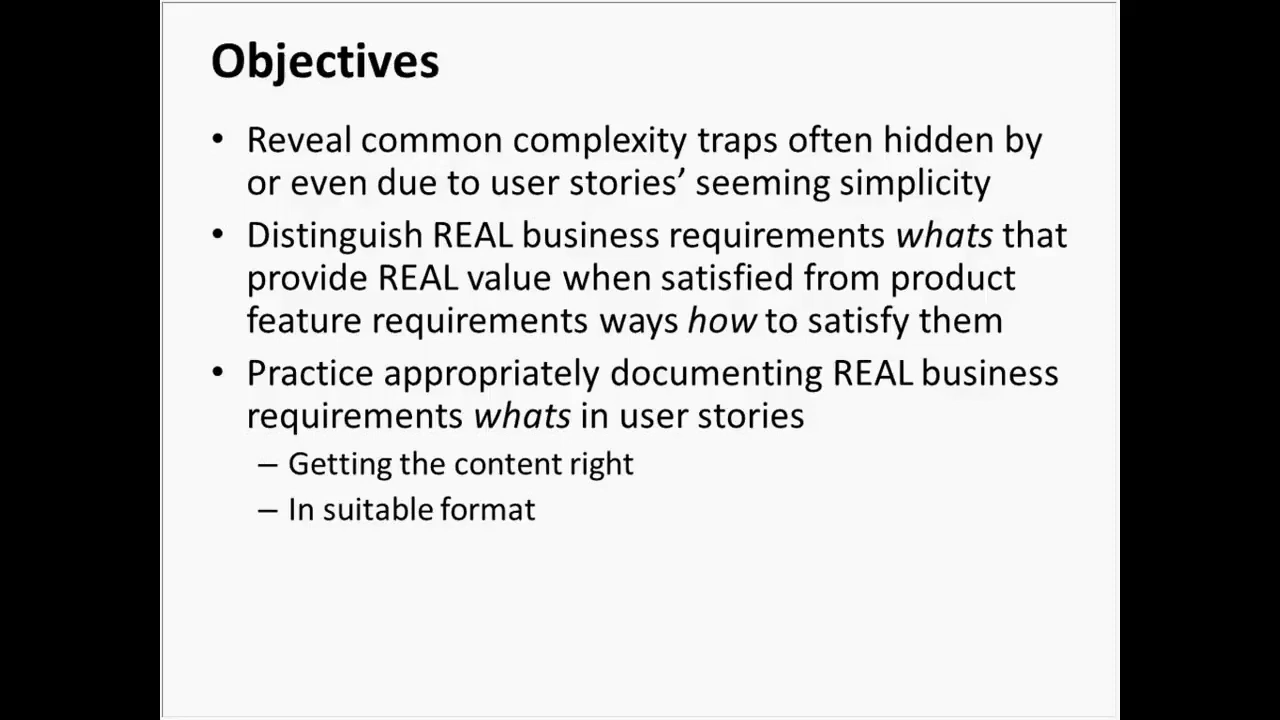 Objectives
• Reveal common complexity traps often hidden by
or even due to user stories’ seeming simplicity
• Distinguish REAL business requirements whats that
provide REAL value when satisfied from product
feature requirements ways how to satisfy them
• Practice appropriately documenting REAL business
requirements whats in user stories
– Getting the content right
– In suitable format